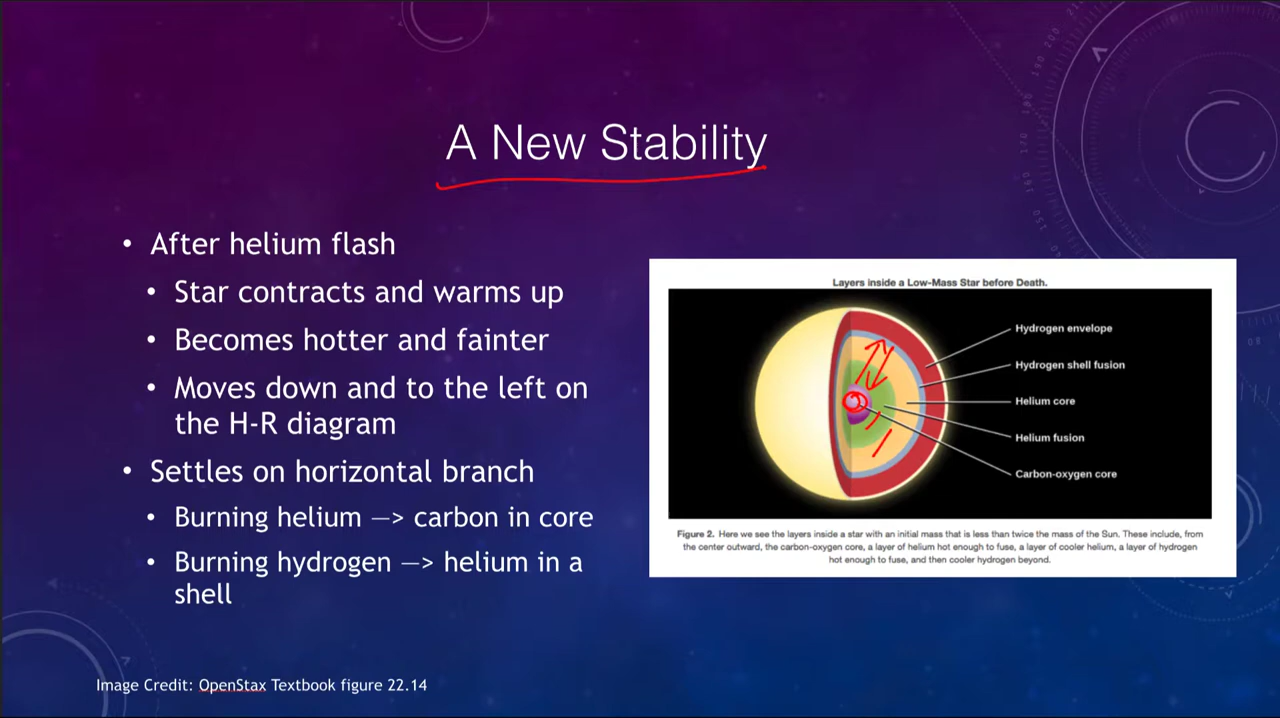 A New Stability
• After helium flash
• Star contracts and warms up
• Becomes hotter and fainter
• Moves down and to the left on
the H-R diagram
• Settles on horizontal branch
• Burning helium —> carbon in core
• Burning hydrogen —> helium in a
shell
Layers inside a Low-Mass Star before Death.
Hydrogen envelope
Hydrogen shell fusion
Helium core
Helium fusion
Carbon-oxygen core
Figure 2. Here we see the layers inside a star with an initial mass that is less than twice the mass of the Sun. These include, from
the center outward, the carbon-oxygen core, a layer of helium hot enough to fuse, a layer of cooler helium, a layer of hydrogen
hot enough to fuse, and then cooler hydrogen beyond.
Image Credit: OpenStax Textbook figure 22.14
210
200
190
170
160
150